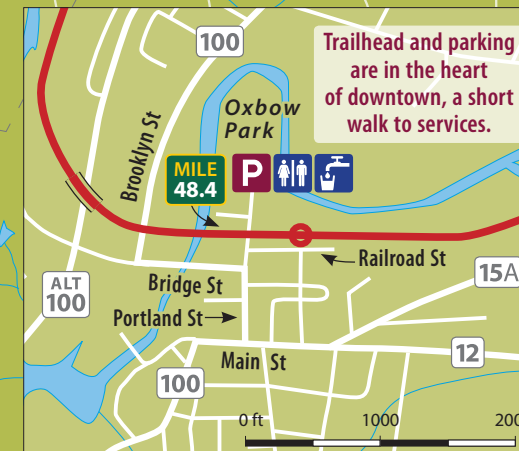 100
Trailhead and parking
are in the heart
of downtown, a short
walk to services.
Oxbow
Park
Brooklyn St
MILE
48.4
P
Railroad St
15A
ALT
100
Bridge St
Portland St
Main St
12
100
0 ft 1000